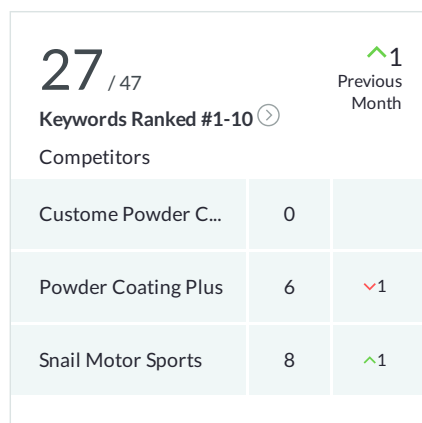 27 / 47
1
Previous
Month
Keywords Ranked #1-10
Competitors
Custome Powder C... 0
Powder Coating Plus 6 1
Snail Motor Sports 8 1